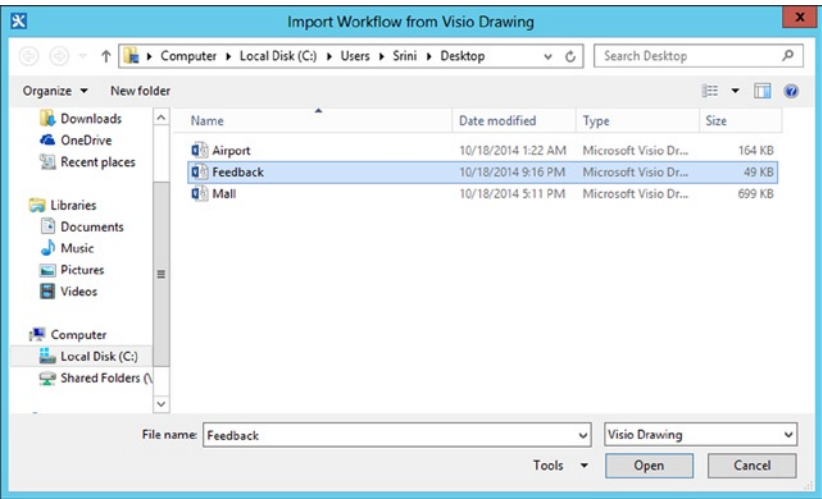 Import Workflow from Visio Drawing
x
Computer Local Disk (C:) Users Srini Desktop
Search Desktop
Organize New folder
Downloads
OneDrive
Recent places
Libraries
Documents
Music
Pictures
Videos
Computer
Local Disk (C:)
Shared Folders (\
Name Date modified Type Size
Airport 10/18/2014 1:22 AM Microsoft Visio Dr... 164 KB
Feedback 10/18/2014 9:16 PM Microsoft Visio Dr... 49 KB
Mall 10/18/2014 5:11 PM Microsoft Visio Dr... 699 KB
File name: Feedback
Visio Drawing
Tools Open Cancel